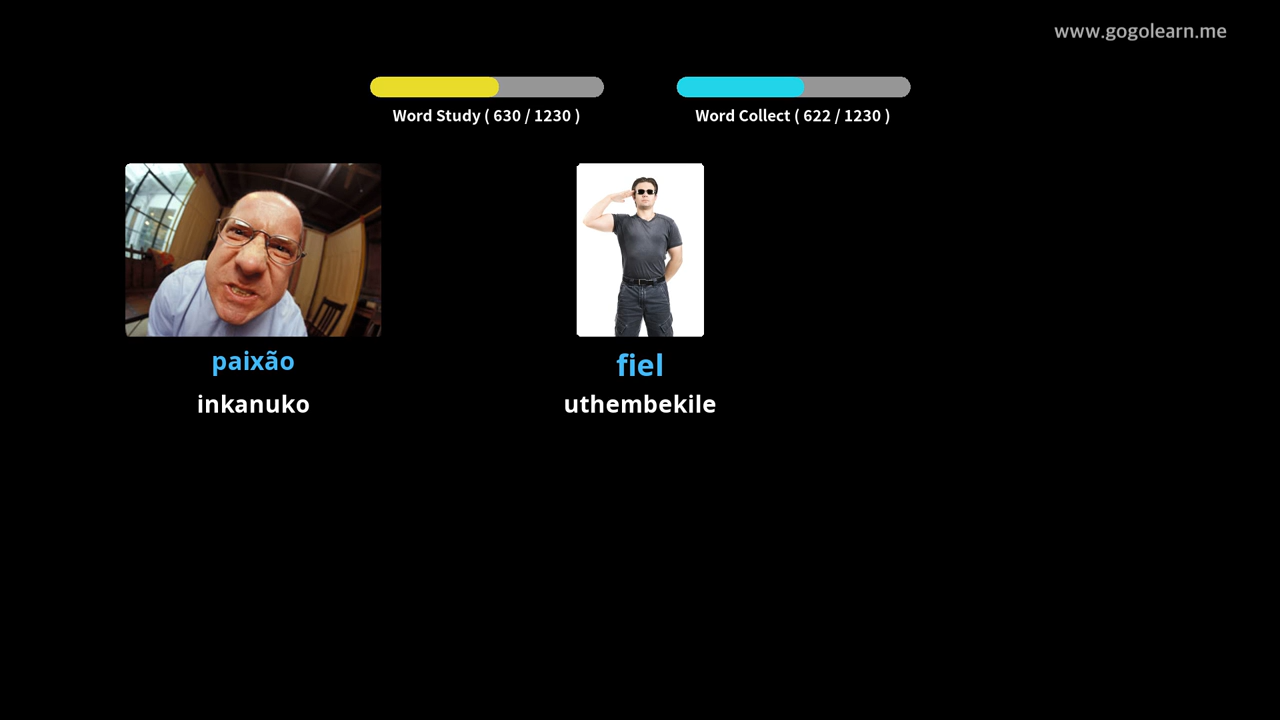 www.gogolearn.me
Word Study ( 630 / 1230 )
Word Collect ( 622 / 1230 )
paixão
fiel
inkanuko
uthembekile